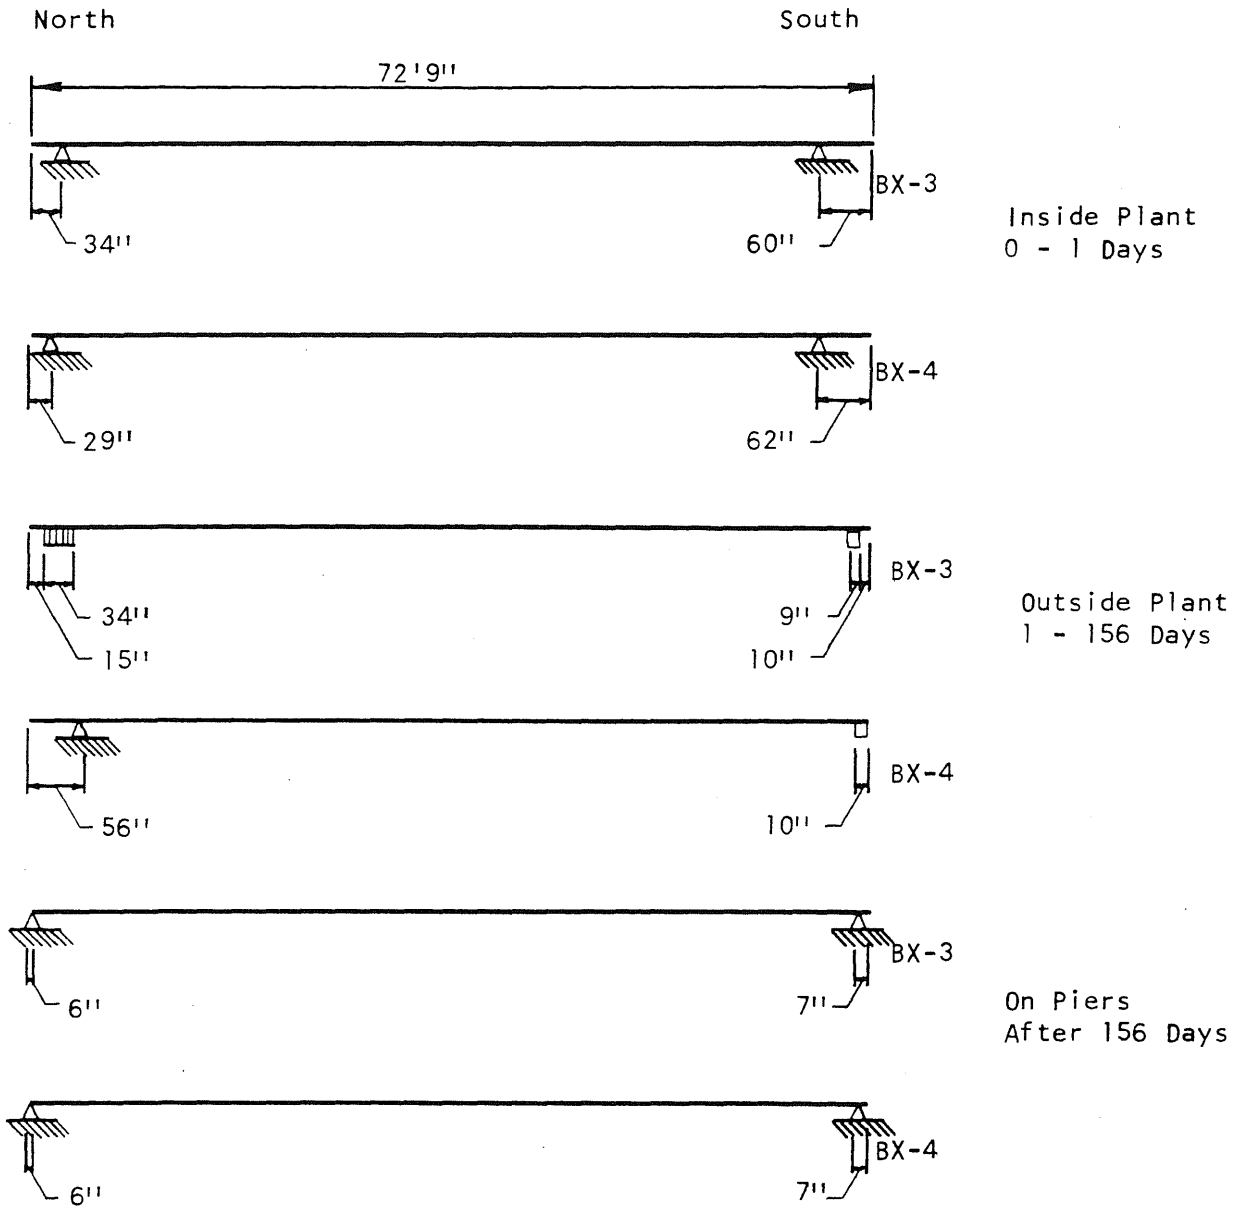 North
South
72'9"
BX-3
34"
60"
Inside Plant
0 - 1 Days
BX-4
29"
62"
BX-3
34"
9"
15"
10"
Outside Plant
1 - 156 Days
BX-4
56"
10"
BX-3
6"
7"
On Piers
After 156 Days
BX-4
6"
7"